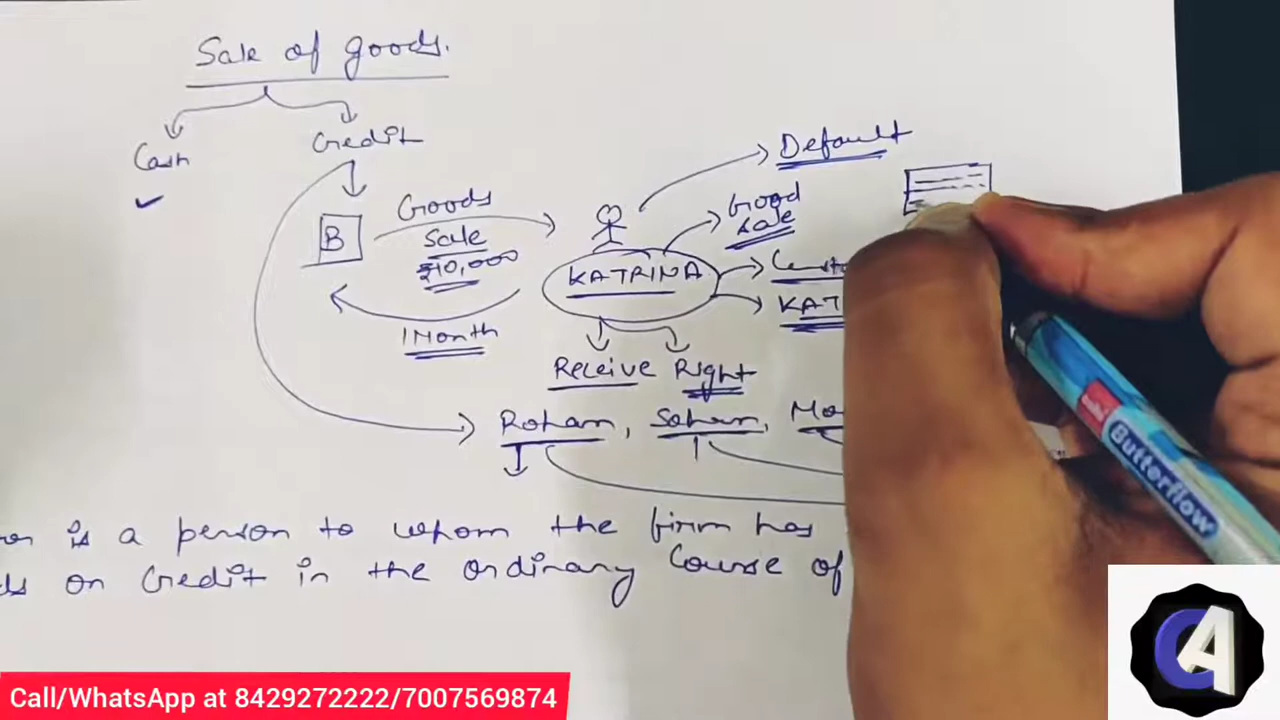 Sale of goods.
Cash
Credit
Default
Good
Sale
B
Goods
Sale
₹10,000
KATRINA
1 Month
Receive Right
Rohan, Sohan,
is a person to whom the firm has
on Credit in the ordinary Course of
Butterflow
CA
Call/WhatsApp at 8429272222/7007569874